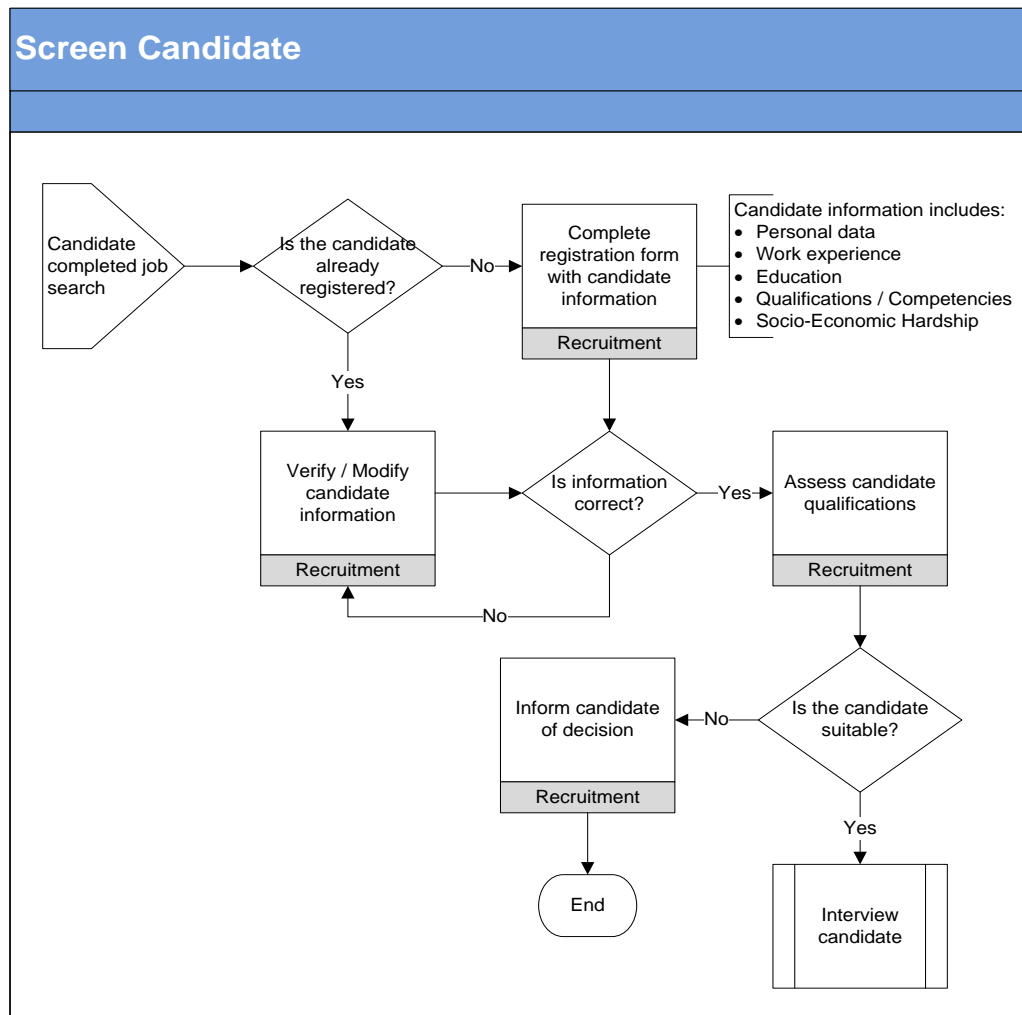 Screen Candidate
Candidate
completed job
search
Is the candidate
already
registered?
No
Complete
registration form
with candidate
information
Recruitment
Candidate information includes:
• Personal data
• Work experience
• Education
• Qualifications / Competencies
• Socio-Economic Hardship
Yes
Verify / Modify
candidate
information
Recruitment
Is information
correct?
Yes
Assess candidate
qualifications
Recruitment
No
Inform candidate
of decision
Recruitment
No
Is the candidate
suitable?
Yes
End
Interview
candidate